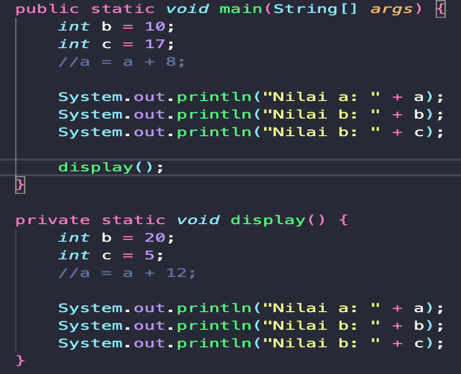 public static void main(String[] args) {
    int b = 10;
    int c = 17;
    //a = a + 8;
    System.out.println("Nilai a: " + a);
    System.out.println("Nilai b: " + b);
    System.out.println("Nilai b: " + c);
    display();
}
private static void display() {
    int b = 20;
    int c = 5;
    //a = a + 12;
    System.out.println("Nilai a: " + a);
    System.out.println("Nilai b: " + b);
    System.out.println("Nilai b: " + c);
}